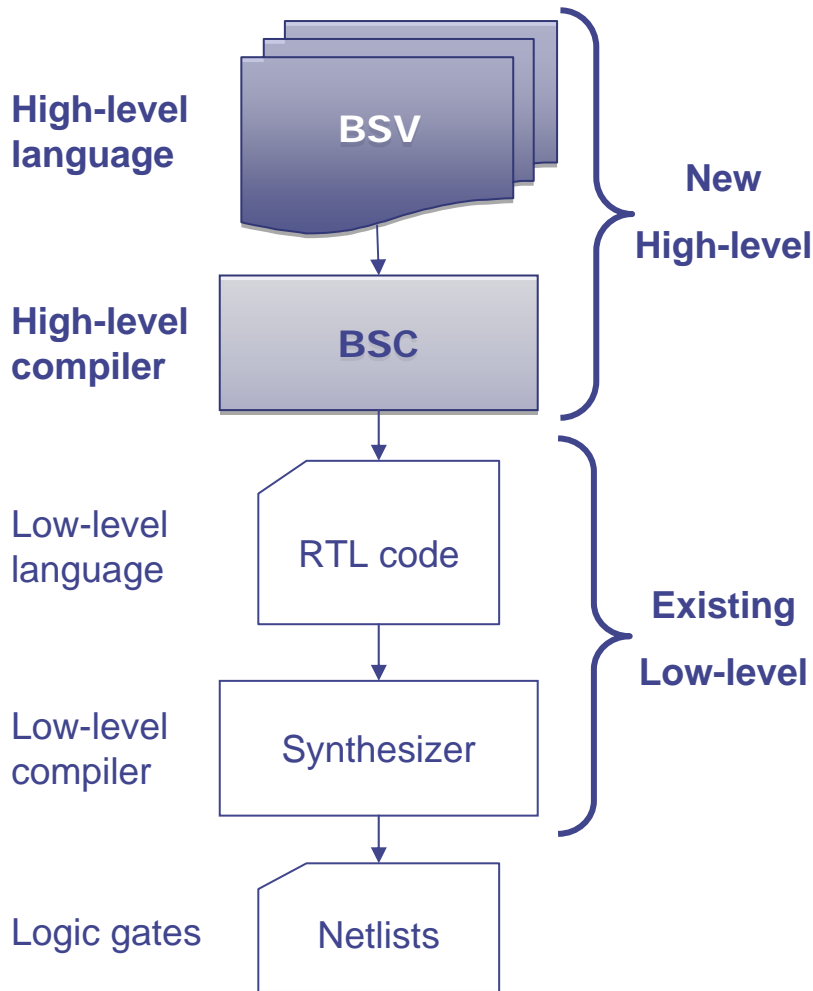 High-level
language
BSV
New
High-level
High-level
compiler
BSC
Low-level
language
RTL code
Existing
Low-level
Low-level
compiler
Synthesizer
Logic gates
Netlists